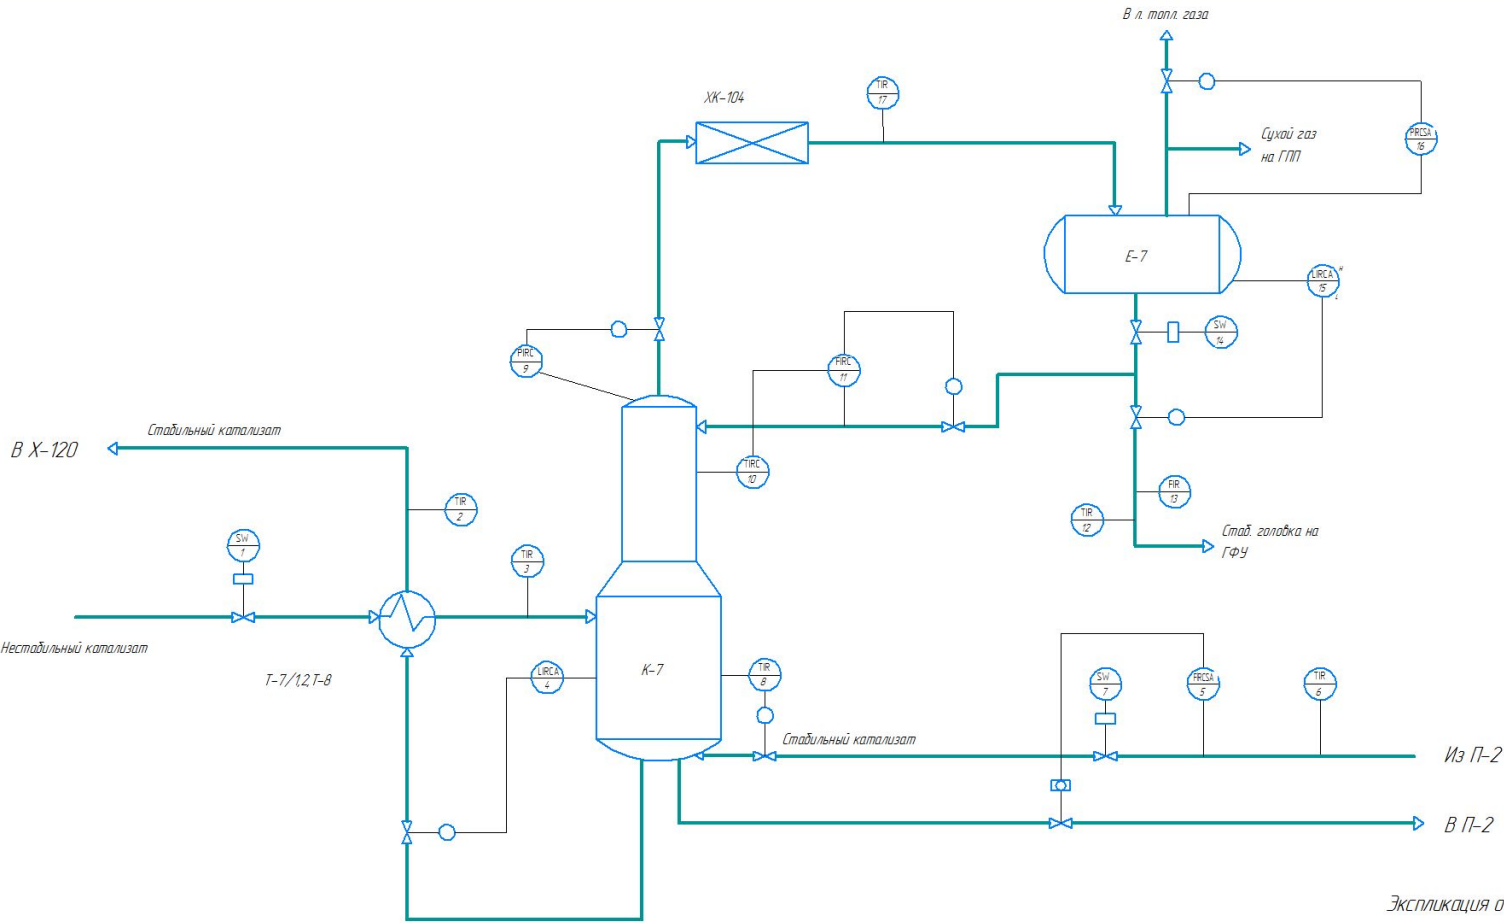 В л. топл. газа
TIR
17
ХК-104
PIRCSA
16
Сухой газ
на ГПП
Е-7
LIRCA
H
15
L
SW
14
PIRC
9
FIRC
11
Стабильный катализат
В Х-120
TIRC
10
TIR
2
FIR
13
TIR
12
Стаб. головка на
ГФУ
SW
1
TIR
3
Нестабильный катализат
Т-7/1,2,Т-8
LIRCA
4
К-7
TIR
8
SW
7
FRCSA
5
TIR
6
Стабильный катализат
Из П-2
В П-2
Экспликация о